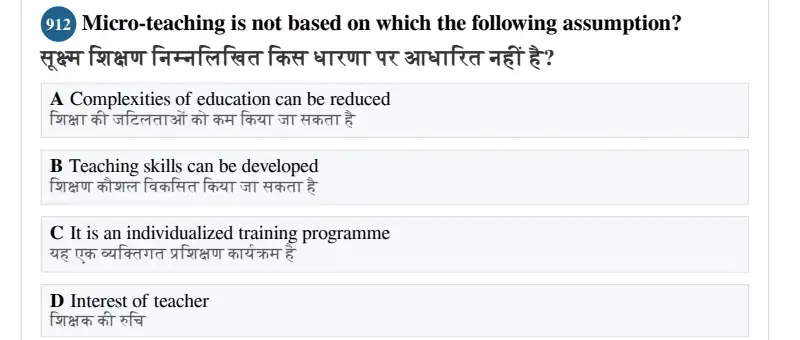 912 Micro-teaching is not based on which the following assumption?
सूक्ष्म शिक्षण निम्नलिखित किस धारणा पर आधारित नहीं है?
A Complexities of education can be reduced
शिक्षा की जटिलताओं को कम किया जा सकता है
B Teaching skills can be developed
शिक्षण कौशल विकसित किया जा सकता है
C It is an individualized training programme
यह एक व्यक्तिगत प्रशिक्षण कार्यक्रम है
D Interest of teacher
शिक्षक की रुचि